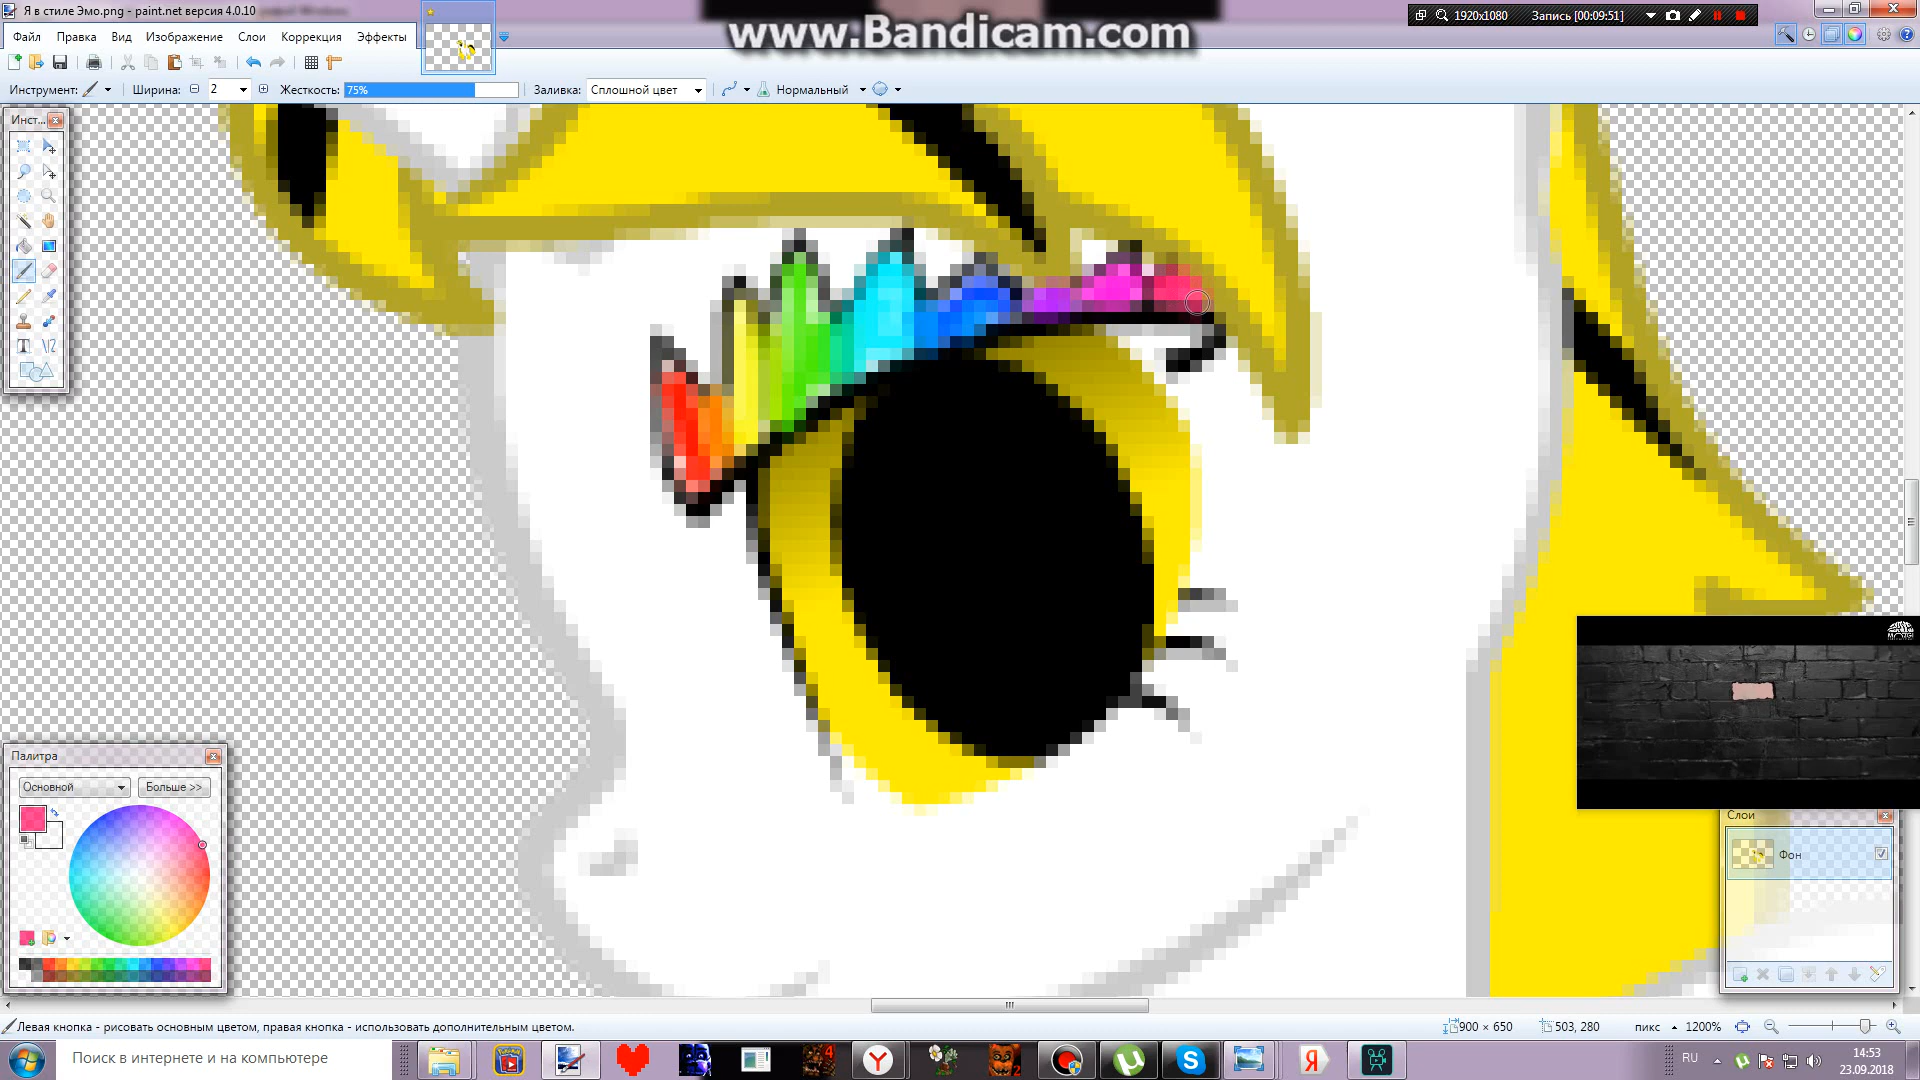 Я в стиле Эмо.png - paint.net версия 4.0.10
www.Bandicam.com
1920x1080
Запись [00:09:51]
Файл Правка Вид Изображение Слои Коррекция Эффекты
Инструмент: Ширина: 2 Жесткость: 75% Заливка: Сплошной цвет Нормальный
Инст...
Палитра
Основной
Больше >>
Слои
Фон
Левая кнопка - рисовать основным цветом, правая кнопка - использовать дополнительным цветом.
900 × 650
503, 280
пикс
1200%
Поиск в интернете и на компьютере
RU
14:53
23.09.2018